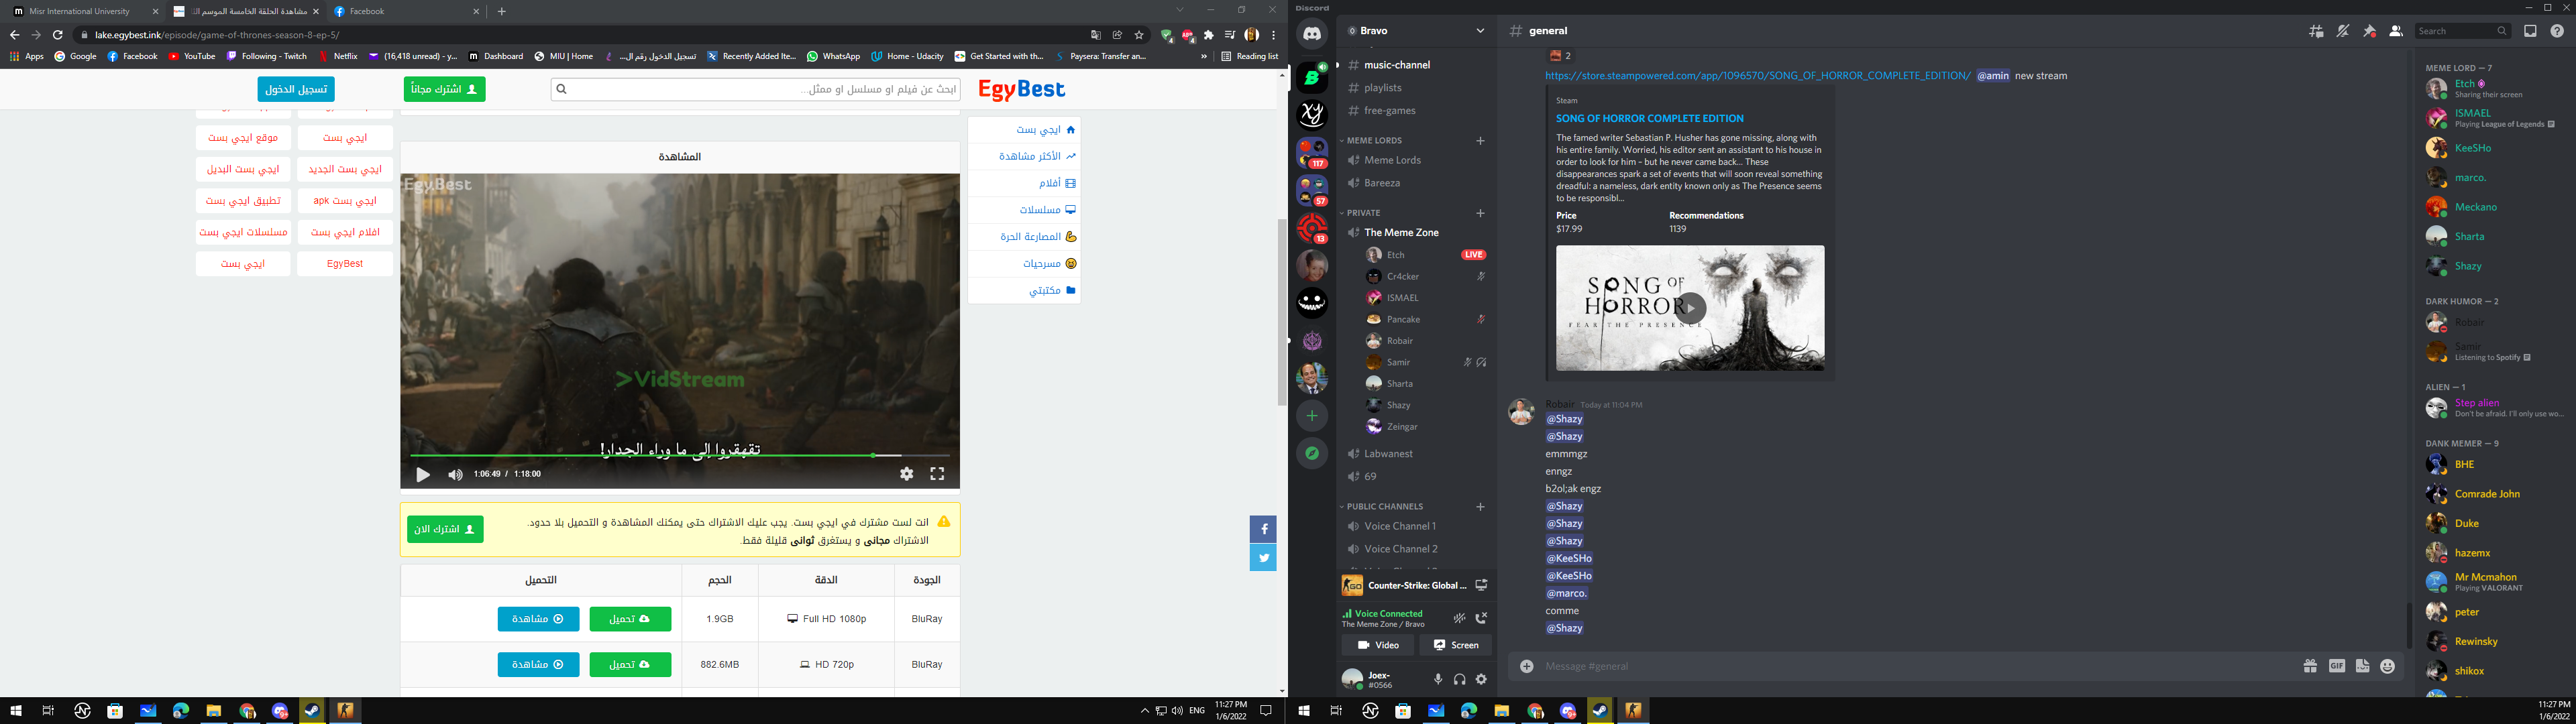 Misr International University
مشاهدة الحلقة الخامسة الموسم الثا
Facebook
lake.egybest.ink/episode/game-of-thrones-season-8-ep-5/
Apps
Google
Facebook
YouTube
Following - Twitch
Netflix
(16,418 unread) - y...
Dashboard
MIU | Home
تسجيل الدخول رقم ال...
Recently Added Ite...
WhatsApp
Home - Udacity
Get Started with th...
Paysera: Transfer an...
»
Reading list
تسجيل الدخول
اشترك مجاناً
ابحث عن فيلم او مسلسل او ممثل...
EgyBest
موقع ايجي بست
ايجي بست
ايجي بست البديل
ايجي بست الجديد
تطبيق ايجي بست
ايجي بست apk
مسلسلات ايجي بست
افلام ايجي بست
ايجي بست
EgyBest
المشاهدة
EgyBest
>VidStream
تقهقروا إلى ما وراء الجدار!
1:06:49 / 1:18:00
ايجي بست
الأكثر مشاهدة
أفلام
مسلسلات
المصارعة الحرة
مسرحيات
مكتبتي
انت لست مشترك في ايجي بست. يجب عليك الاشتراك حتى يمكنك المشاهدة و التحميل بلا حدود.
الاشتراك مجانى و يستغرق ثوانى قليلة فقط.
اشترك الان
الجودة
الدقة
الحجم
التحميل
BluRay
Full HD 1080p
1.9GB
تحميل
مشاهدة
BluRay
HD 720p
882.6MB
تحميل
مشاهدة
ENG
11:27 PM
1/6/2022
Discord
117
57
13
Bravo
music-channel
playlists
free-games
MEME LORDS
Meme Lords
Bareeza
PRIVATE
The Meme Zone
Etch
LIVE
Cr4cker
ISMAEL
Pancake
Robair
Samir
Sharta
Shazy
Zeingar
Labwanest
69
PUBLIC CHANNELS
Voice Channel 1
Voice Channel 2
Counter-Strike: Global ...
Voice Connected
The Meme Zone / Bravo
Video
Screen
Joex-
#0566
general
Search
2
https://store.steampowered.com/app/1096570/SONG_OF_HORROR_COMPLETE_EDITION/ @amin new stream
Steam
SONG OF HORROR COMPLETE EDITION
The famed writer Sebastian P. Husher has gone missing, along with
his entire family. Worried, his editor sent an assistant to his house in
order to look for him – but he never came back... These
disappearances spark a set of events that will soon reveal something
dreadful: a nameless, dark entity known only as The Presence seems
to be responsibl...
Price
Recommendations
$17.99
1139
SONG OF
HORROR
FEAR THE PRESENCE
Robair Today at 11:04 PM
@Shazy
@Shazy
emmmgz
enngz
b2ol;ak engz
@Shazy
@Shazy
@Shazy
@KeeSHo
@KeeSHo
@marco.
comme
@Shazy
Message #general
GIF
MEME LORD — 7
Etch
Sharing their screen
ISMAEL
Playing League of Legends
KeeSHo
marco.
Meckano
Sharta
Shazy
DARK HUMOR — 2
Robair
Samir
Listening to Spotify
ALIEN — 1
Step alien
Don't be afraid. I'll only use wo...
DANK MEMER — 9
BHE
Comrade John
Duke
hazemx
Mr Mcmahon
Playing VALORANT
peter
Rewinsky
shikox
11:27 PM
1/6/2022